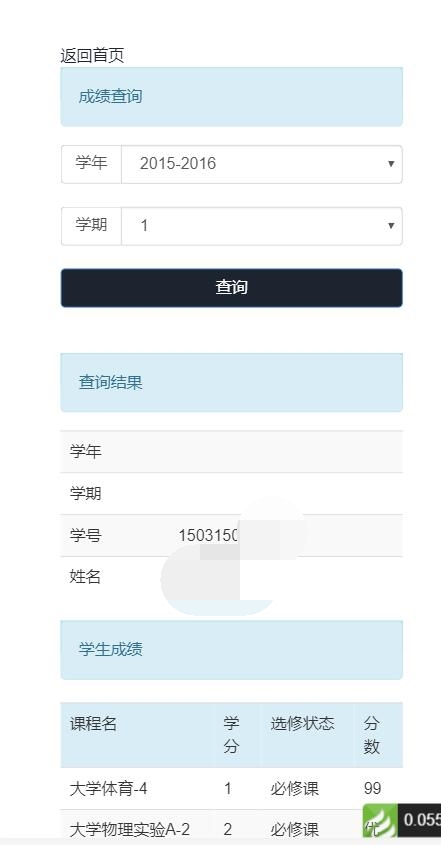 返回首页
成绩查询
学年 2015-2016
学期 1
查询
查询结果
学年
学期
学号 1503150
姓名
学生成绩
课程名 学分 选修状态 分数
大学体育-4 1 必修课 99
大学物理实验A-2 2 必修课 优
0.055